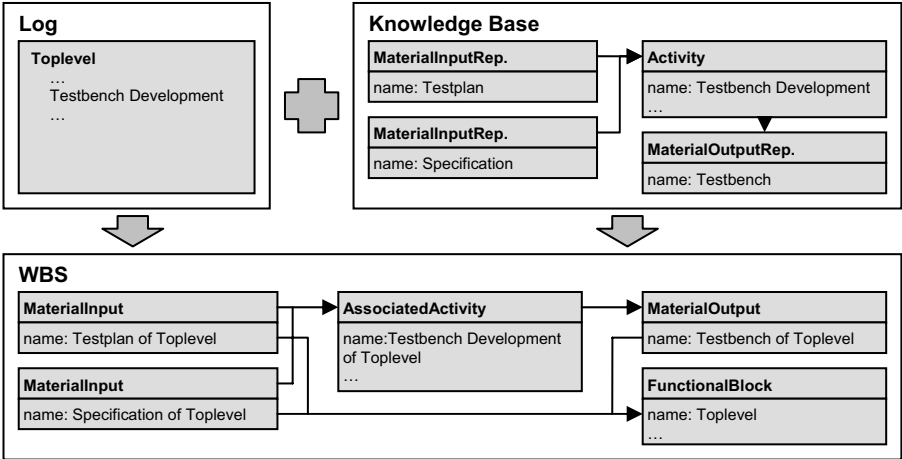 Log
Toplevel
…
Testbench Development
…
Knowledge Base
MaterialInputRep.
name: Testplan
MaterialInputRep.
name: Specification
Activity
name: Testbench Development
…
MaterialOutputRep.
name: Testbench
WBS
MaterialInput
name: Testplan of Toplevel
MaterialInput
name: Specification of Toplevel
AssociatedActivity
name:Testbench Development
of Toplevel
…
MaterialOutput
name: Testbench of Toplevel
FunctionalBlock
name: Toplevel
…